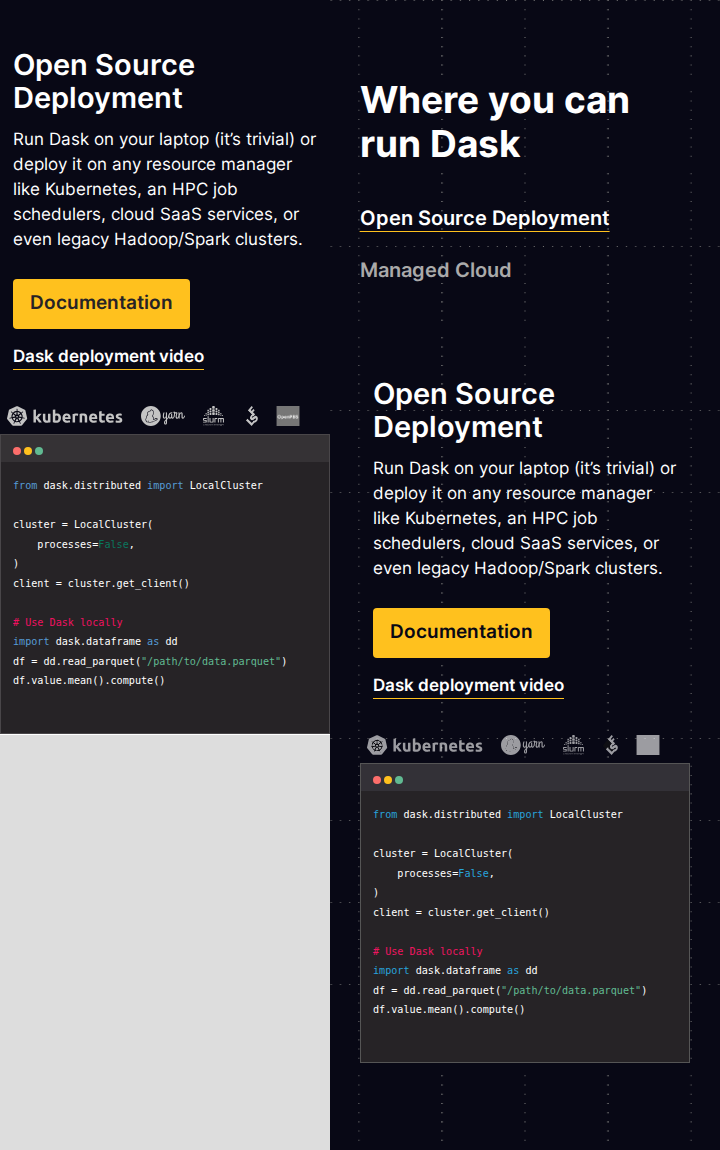 Open Source
Deployment
Run Dask on your laptop (it’s trivial) or
deploy it on any resource manager
like Kubernetes, an HPC job
schedulers, cloud SaaS services, or
even legacy Hadoop/Spark clusters.
Documentation
Dask deployment video
kubernetes yarn slurm OpenPBS
from dask.distributed import LocalCluster
cluster = LocalCluster(
    processes=False,
)
client = cluster.get_client()
# Use Dask locally
import dask.dataframe as dd
df = dd.read_parquet("/path/to/data.parquet")
df.value.mean().compute()
Where you can
run Dask
Open Source Deployment
Managed Cloud
Open Source
Deployment
Run Dask on your laptop (it’s trivial) or
deploy it on any resource manager
like Kubernetes, an HPC job
schedulers, cloud SaaS services, or
even legacy Hadoop/Spark clusters.
Documentation
Dask deployment video
kubernetes yarn slurm
from dask.distributed import LocalCluster
cluster = LocalCluster(
    processes=False,
)
client = cluster.get_client()
# Use Dask locally
import dask.dataframe as dd
df = dd.read_parquet("/path/to/data.parquet")
df.value.mean().compute()